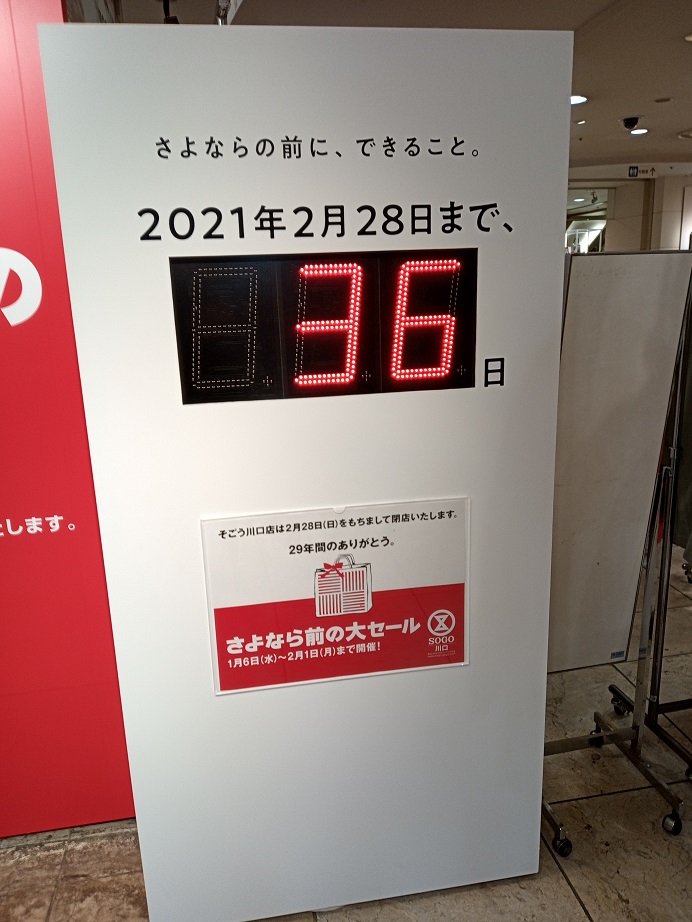 さよならの前に、できること。
2021年2月28日まで、
36日
そごう川口店は2月28日(日)をもちまして閉店いたします。
29年間のありがとう。
さよなら前の大セール
1月6日(水)~2月1日(月)まで開催!
SOGO
川口
の
たします。